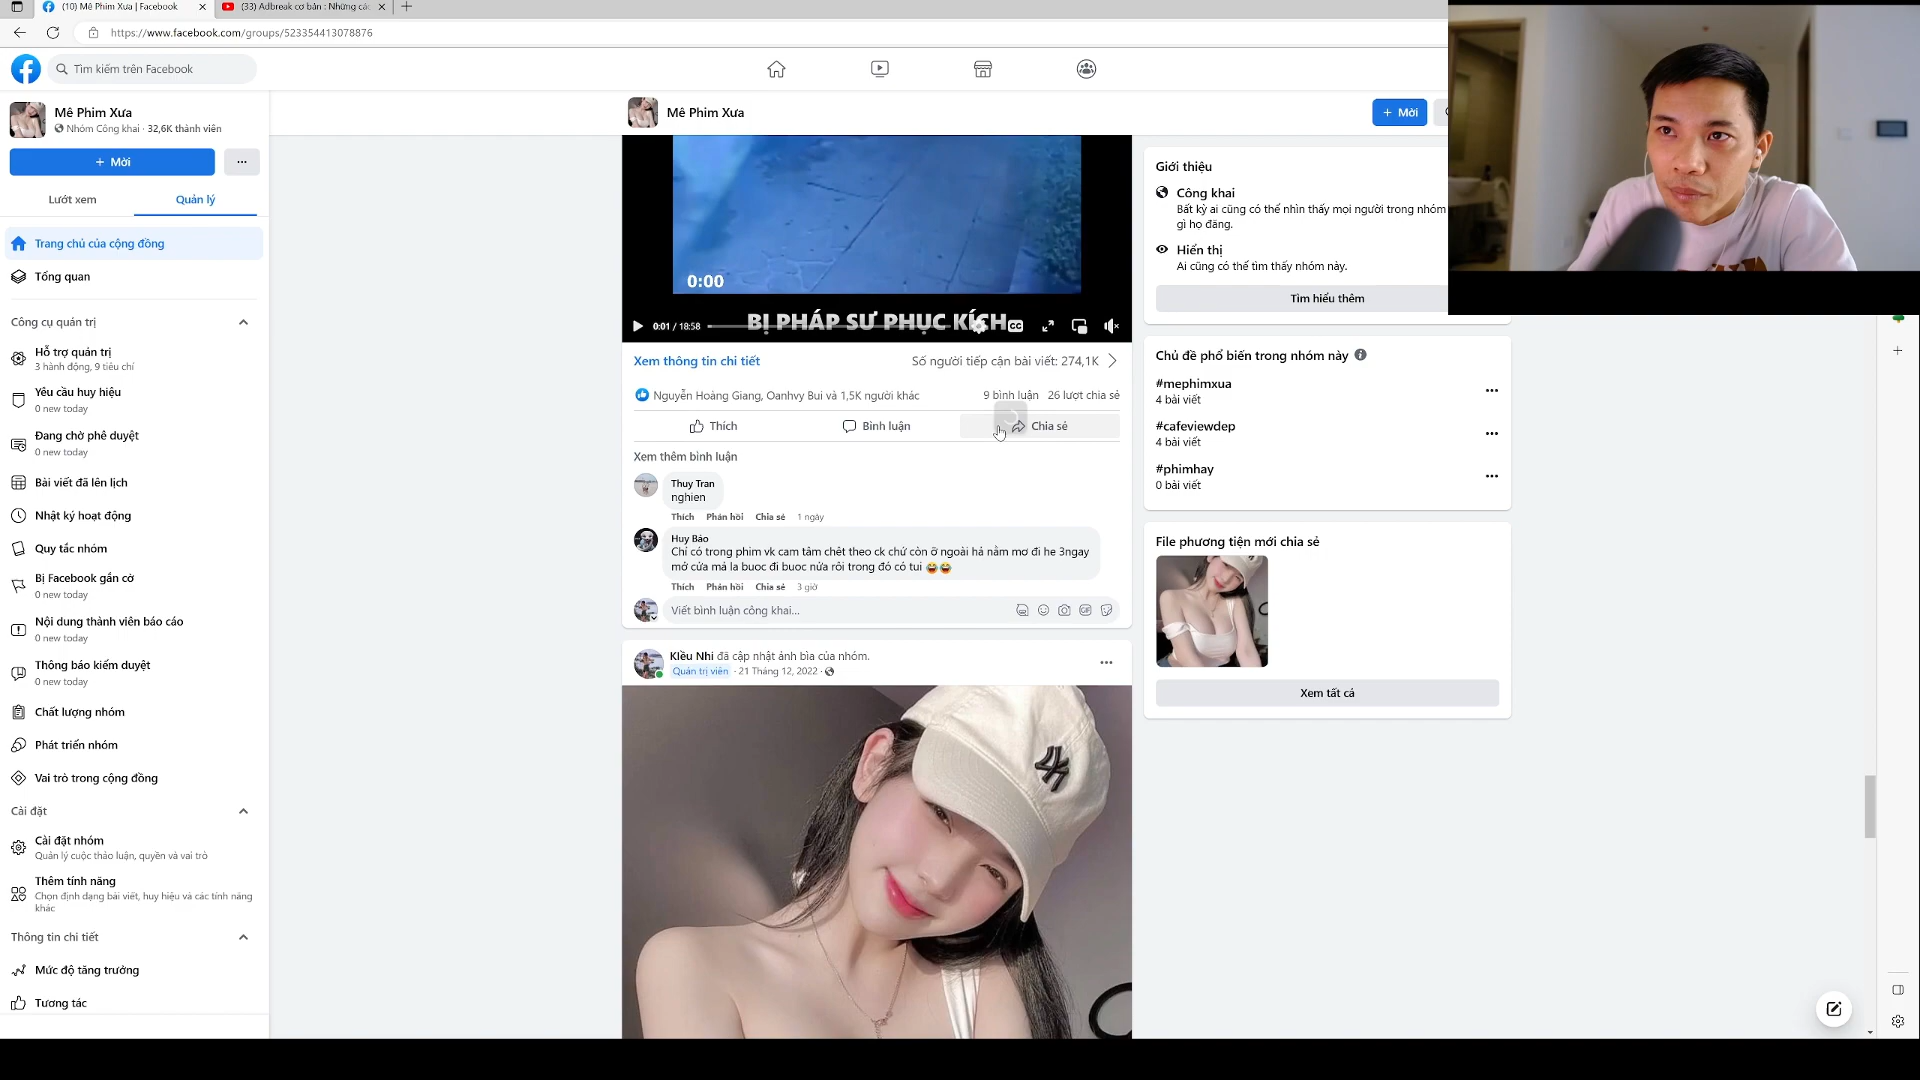 (10) Mê Phim Xưa | Facebook
(33) Adbreak cơ bản : Những các
https://www.facebook.com/groups/523354413078876
Tìm kiếm trên Facebook
Mê Phim Xưa
Nhóm Công khai · 32,6K thành viên
+ Mời
Lướt xem
Quản lý
Trang chủ của cộng đồng
Tổng quan
Công cụ quản trị
Hỗ trợ quản trị
3 hành động, 9 tiêu chí
Yêu cầu huy hiệu
0 new today
Đang chờ phê duyệt
0 new today
Bài viết đã lên lịch
Nhật ký hoạt động
Quy tắc nhóm
Bị Facebook gắn cờ
0 new today
Nội dung thành viên báo cáo
0 new today
Thông báo kiểm duyệt
0 new today
Chất lượng nhóm
Phát triển nhóm
Vai trò trong cộng đồng
Cài đặt
Cài đặt nhóm
Quản lý cuộc thảo luận, quyền và vai trò
Thêm tính năng
Chọn định dạng bài viết, huy hiệu và các tính năng
khác
Thông tin chi tiết
Mức độ tăng trưởng
Tương tác
Mê Phim Xưa
+ Mời
0:00
BỊ PHÁP SƯ PHỤC KÍCH
0:01 / 18:58
CC
Xem thông tin chi tiết
Số người tiếp cận bài viết: 274,1K
Nguyễn Hoàng Giang, Oanhvy Bui và 1,5K người khác
9 bình luận
26 lượt chia sẻ
Thích
Bình luận
Chia sẻ
Xem thêm bình luận
Thuy Tran
nghien
Thích
Phản hồi
Chia sẻ
1 ngày
Huy Bảo
Chỉ có trong phim vk cam tâm chêt theo ck chứ còn ở ngoài há nằm mơ đi he 3ngay
mở cửa mả la buoc đi buoc nửa rôi trong đó có tui
Thích
Phản hồi
Chia sẻ
3 giờ
Viết bình luận công khai...
Kiều Nhi đã cập nhật ảnh bìa của nhóm.
Quản trị viên · 21 Tháng 12, 2022 ·
Giới thiệu
Công khai
Bất kỳ ai cũng có thể nhìn thấy mọi người trong nhóm
gì họ đăng.
Hiển thị
Ai cũng có thể tìm thấy nhóm này.
Tìm hiểu thêm
Chủ đề phổ biến trong nhóm này
#mephimxua
4 bài viết
#cafeviewdep
4 bài viết
#phimhay
0 bài viết
File phương tiện mới chia sẻ
Xem tất cả